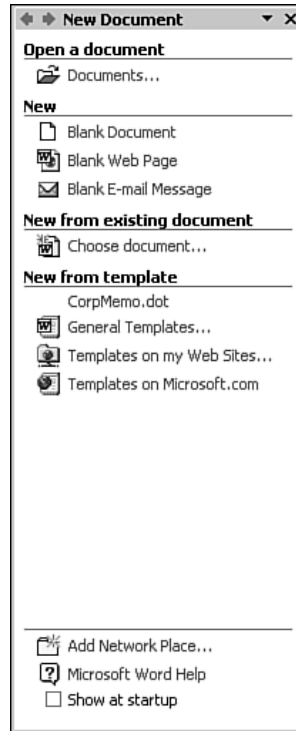 New Document
Open a document
Documents...
New
Blank Document
Blank Web Page
Blank E-mail Message
New from existing document
Choose document...
New from template
CorpMemo.dot
General Templates...
Templates on my Web Sites...
Templates on Microsoft.com
Add Network Place...
Microsoft Word Help
Show at startup